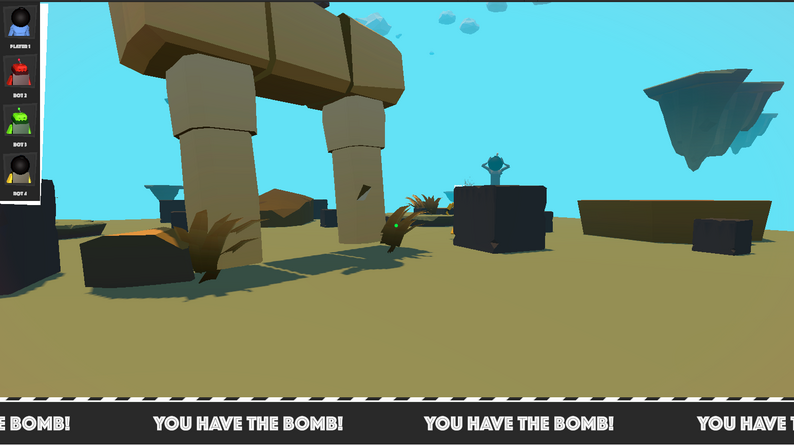 PLAYER 1
BOT 2
BOT 3
BOT 4
E BOMB! YOU HAVE THE BOMB! YOU HAVE THE BOMB! YOU HAVE T